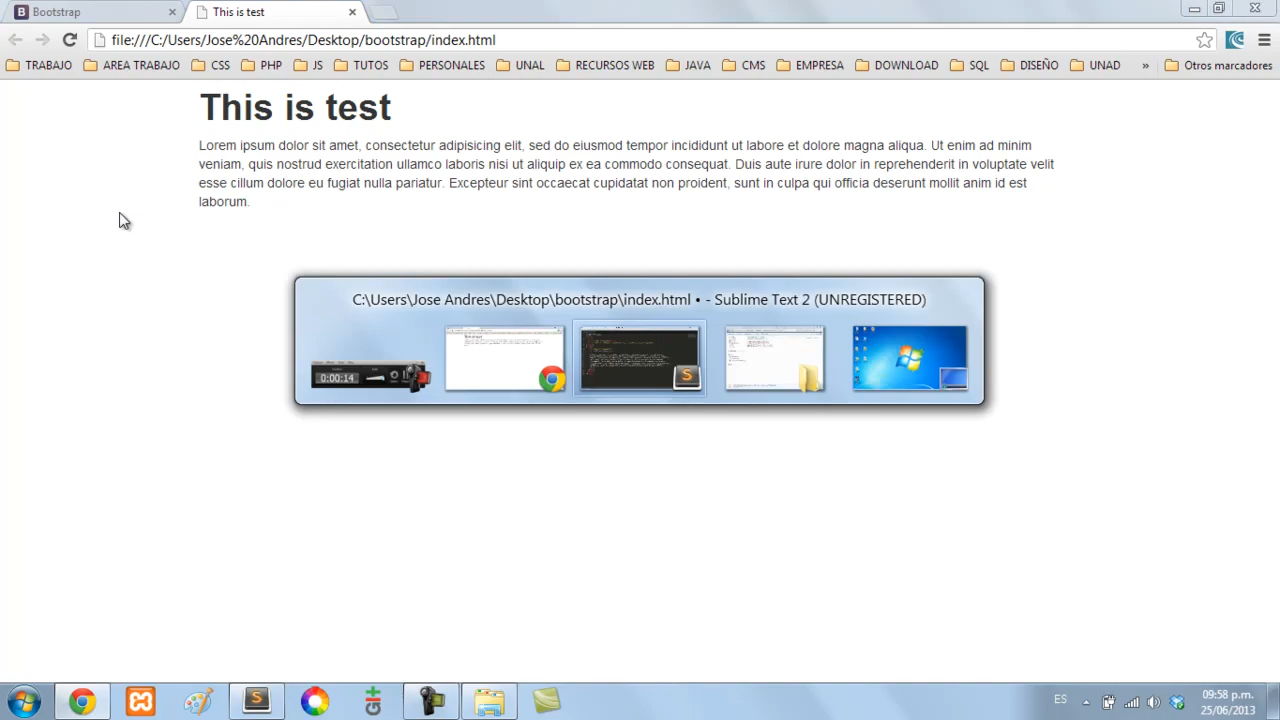 Bootstrap
This is test
file:///C:/Users/Jose%20Andres/Desktop/bootstrap/index.html
TRABAJO AREA TRABAJO CSS PHP JS TUTOS PERSONALES UNAL RECURSOS WEB JAVA CMS EMPRESA DOWNLOAD SQL DISEÑO UNAD » Otros marcadores
This is test
Lorem ipsum dolor sit amet, consectetur adipisicing elit, sed do eiusmod tempor incididunt ut labore et dolore magna aliqua. Ut enim ad minim
veniam, quis nostrud exercitation ullamco laboris nisi ut aliquip ex ea commodo consequat. Duis aute irure dolor in reprehenderit in voluptate velit
esse cillum dolore eu fugiat nulla pariatur. Excepteur sint occaecat cupidatat non proident, sunt in culpa qui officia deserunt mollit anim id est
laborum.
C:\Users\Jose Andres\Desktop\bootstrap\index.html • - Sublime Text 2 (UNREGISTERED)
0:00:14
ES
09:58 p.m.
25/06/2013